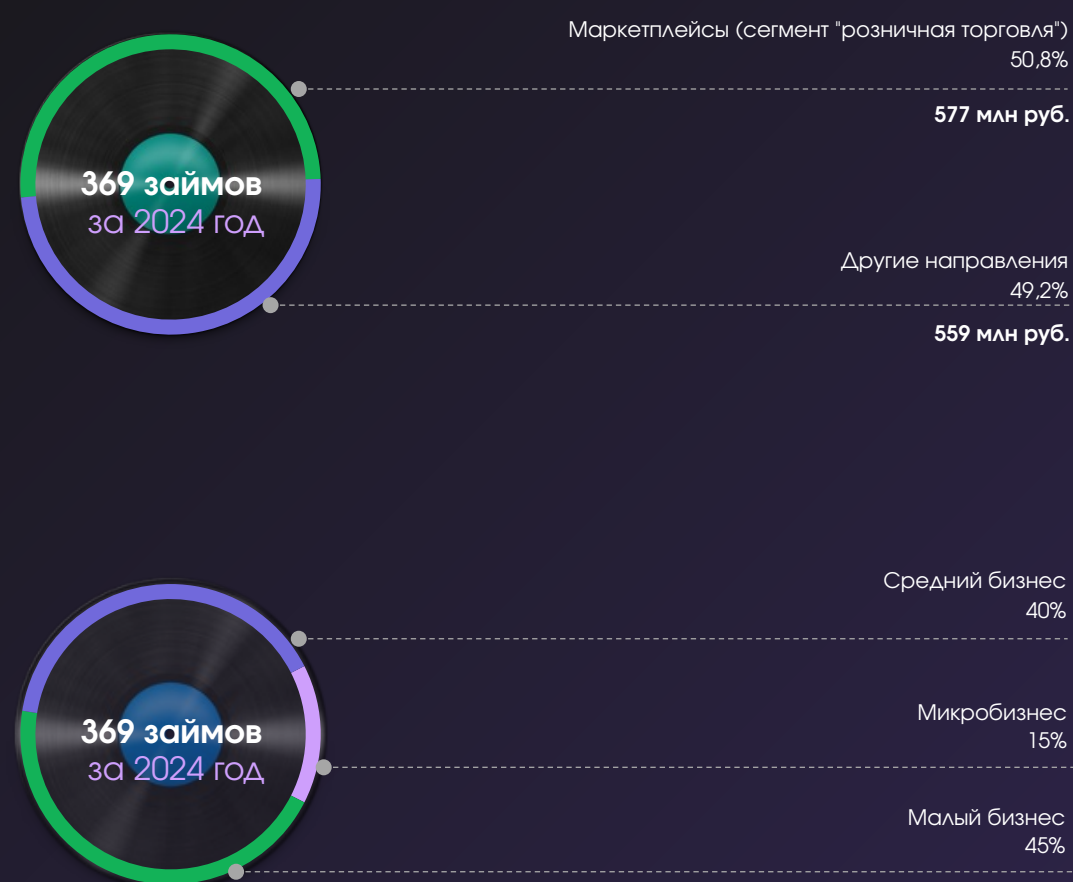 Маркетплейсы (сегмент "розничная торговля")
50,8%
577 млн руб.
369 займов
за 2024 год
Другие направления
49,2%
559 млн руб.
Средний бизнес
40%
Микробизнес
15%
369 займов
за 2024 год
Малый бизнес
45%